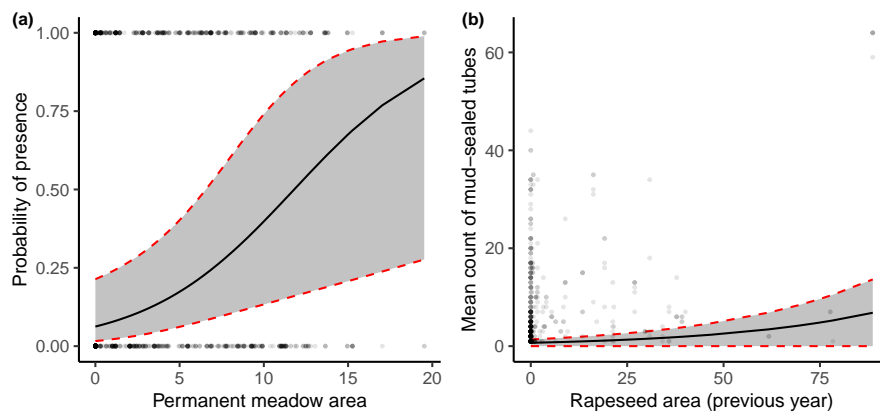 (a)
Probability of presence
1.00
0.75
0.50
0.25
0.00
0 5 10 15 20
Permanent meadow area
(b)
Mean count of mud−sealed tubes
60
40
20
0
0 25 50 75
Rapeseed area (previous year)